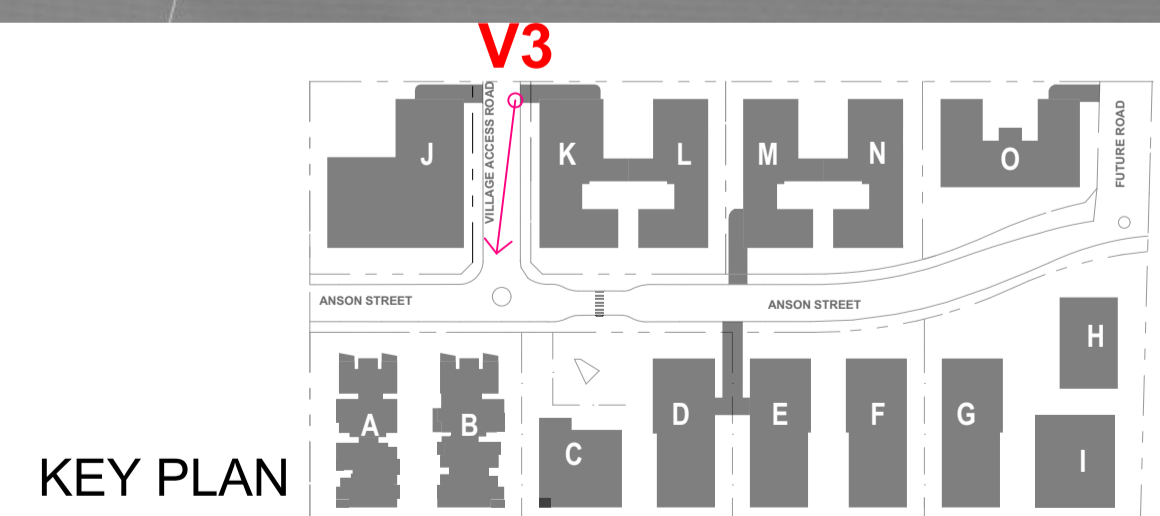 V3
VILLAGE ACCESS ROAD
FUTURE ROAD
J
K
L
M
N
O
ANSON STREET
ANSON STREET
H
A
B
C
D
E
F
G
I
KEY PLAN